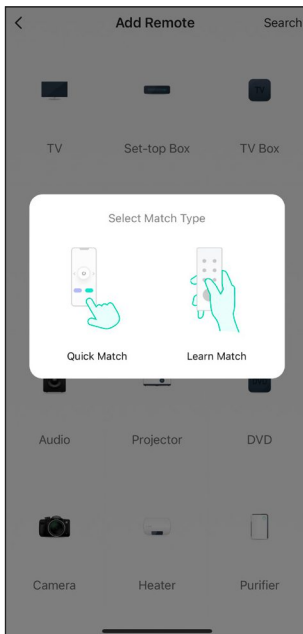 Add Remote Search
TV Set-top Box TV Box
Select Match Type
Quick Match Learn Match
Audio Projector DVD
Camera Heater Purifier